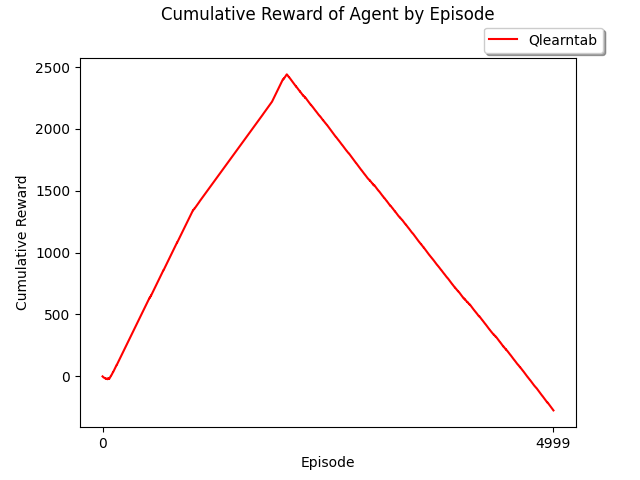 Cumulative Reward of Agent by Episode
Qlearntab
2500
2000
1500
1000
500
0
Cumulative Reward
0
4999
Episode